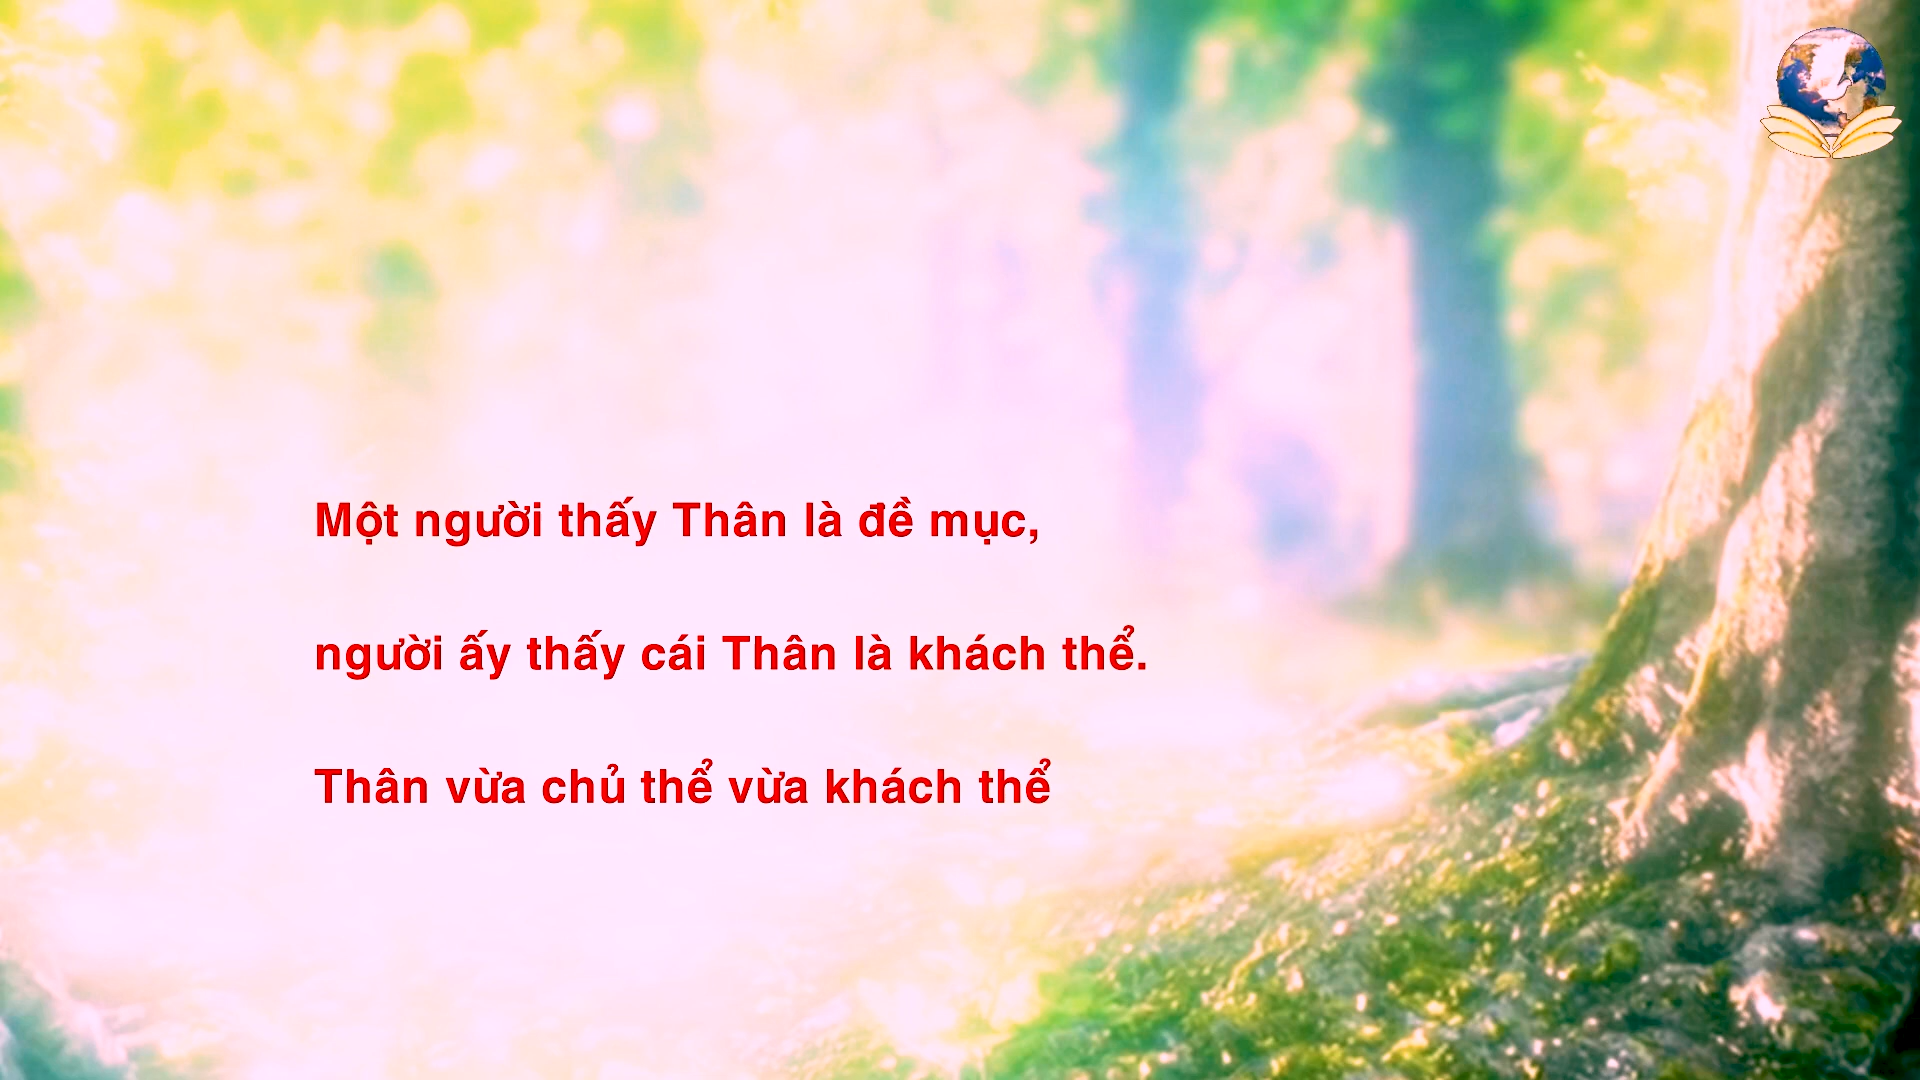 Một người thấy Thân là đề mục,
người ấy thấy cái Thân là khách thể.
Thân vừa chủ thể vừa khách thể